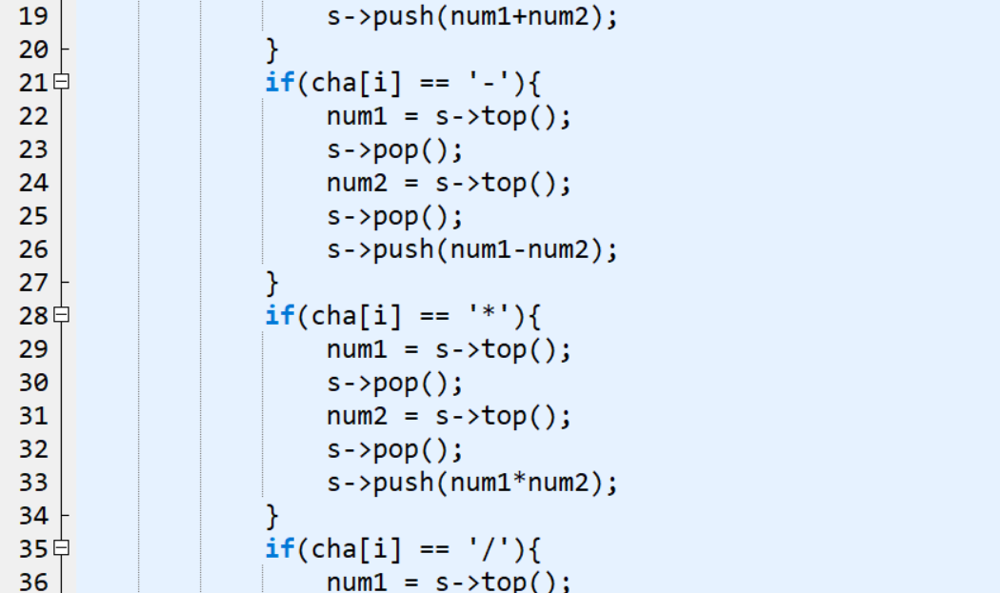 19 s->push(num1+num2);
20 }
21 if(cha[i] == '-'){
22 num1 = s->top();
23 s->pop();
24 num2 = s->top();
25 s->pop();
26 s->push(num1-num2);
27 }
28 if(cha[i] == '*'){
29 num1 = s->top();
30 s->pop();
31 num2 = s->top();
32 s->pop();
33 s->push(num1*num2);
34 }
35 if(cha[i] == '/'){
36 num1 = s->top();